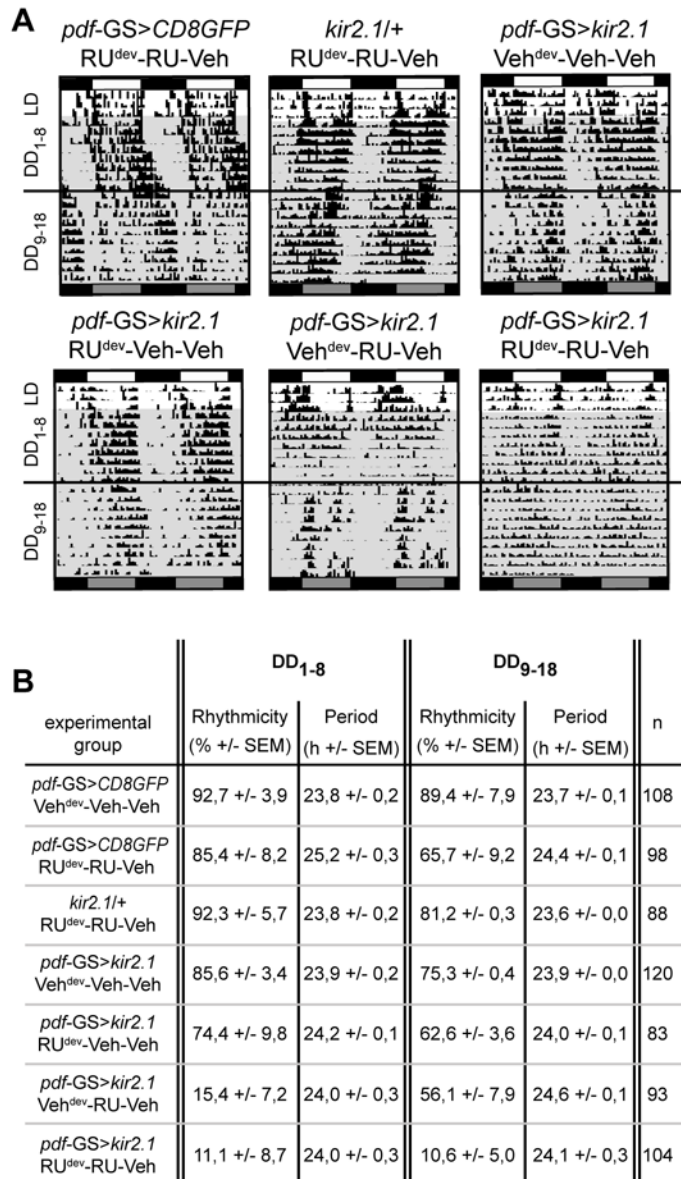 A
pdf-GS>CD8GFP
RUdev-RU-Veh
kir2.1/+
RUdev-RU-Veh
pdf-GS>kir2.1
Vehdev-Veh-Veh
LD
DD1-8
DD9-18
pdf-GS>kir2.1
RUdev-Veh-Veh
pdf-GS>kir2.1
Vehdev-RU-Veh
pdf-GS>kir2.1
RUdev-RU-Veh
LD
DD1-8
DD9-18
B
DD1-8 DD9-18
experimental group Rhythmicity (% +/- SEM) Period (h +/- SEM) Rhythmicity (% +/- SEM) Period (h +/- SEM) n
pdf-GS>CD8GFP
Vehdev-Veh-Veh 92,7 +/- 3,9 23,8 +/- 0,2 89,4 +/- 7,9 23,7 +/- 0,1 108
pdf-GS>CD8GFP
RUdev-RU-Veh 85,4 +/- 8,2 25,2 +/- 0,3 65,7 +/- 9,2 24,4 +/- 0,1 98
kir2.1/+
RUdev-RU-Veh 92,3 +/- 5,7 23,8 +/- 0,2 81,2 +/- 0,3 23,6 +/- 0,0 88
pdf-GS>kir2.1
Vehdev-Veh-Veh 85,6 +/- 3,4 23,9 +/- 0,2 75,3 +/- 0,4 23,9 +/- 0,0 120
pdf-GS>kir2.1
RUdev-Veh-Veh 74,4 +/- 9,8 24,2 +/- 0,1 62,6 +/- 3,6 24,0 +/- 0,1 83
pdf-GS>kir2.1
Vehdev-RU-Veh 15,4 +/- 7,2 24,0 +/- 0,3 56,1 +/- 7,9 24,6 +/- 0,1 93
pdf-GS>kir2.1
RUdev-RU-Veh 11,1 +/- 8,7 24,0 +/- 0,3 10,6 +/- 5,0 24,1 +/- 0,3 104